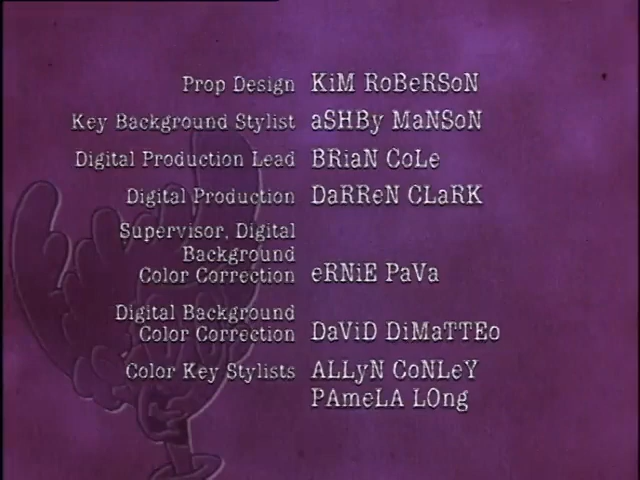 Prop Design KiM RoBeRSoN
Key Background Stylist aSHBy MaNSoN
Digital Production Lead BRiaN CoLe
Digital Production DaRReN CLaRK
Supervisor, Digital
Background
Color Correction eRNiE PaVa
Digital Background
Color Correction DaViD DiMaTTEo
Color Key Stylists ALLyN CoNLeY
PAmeLA LOng